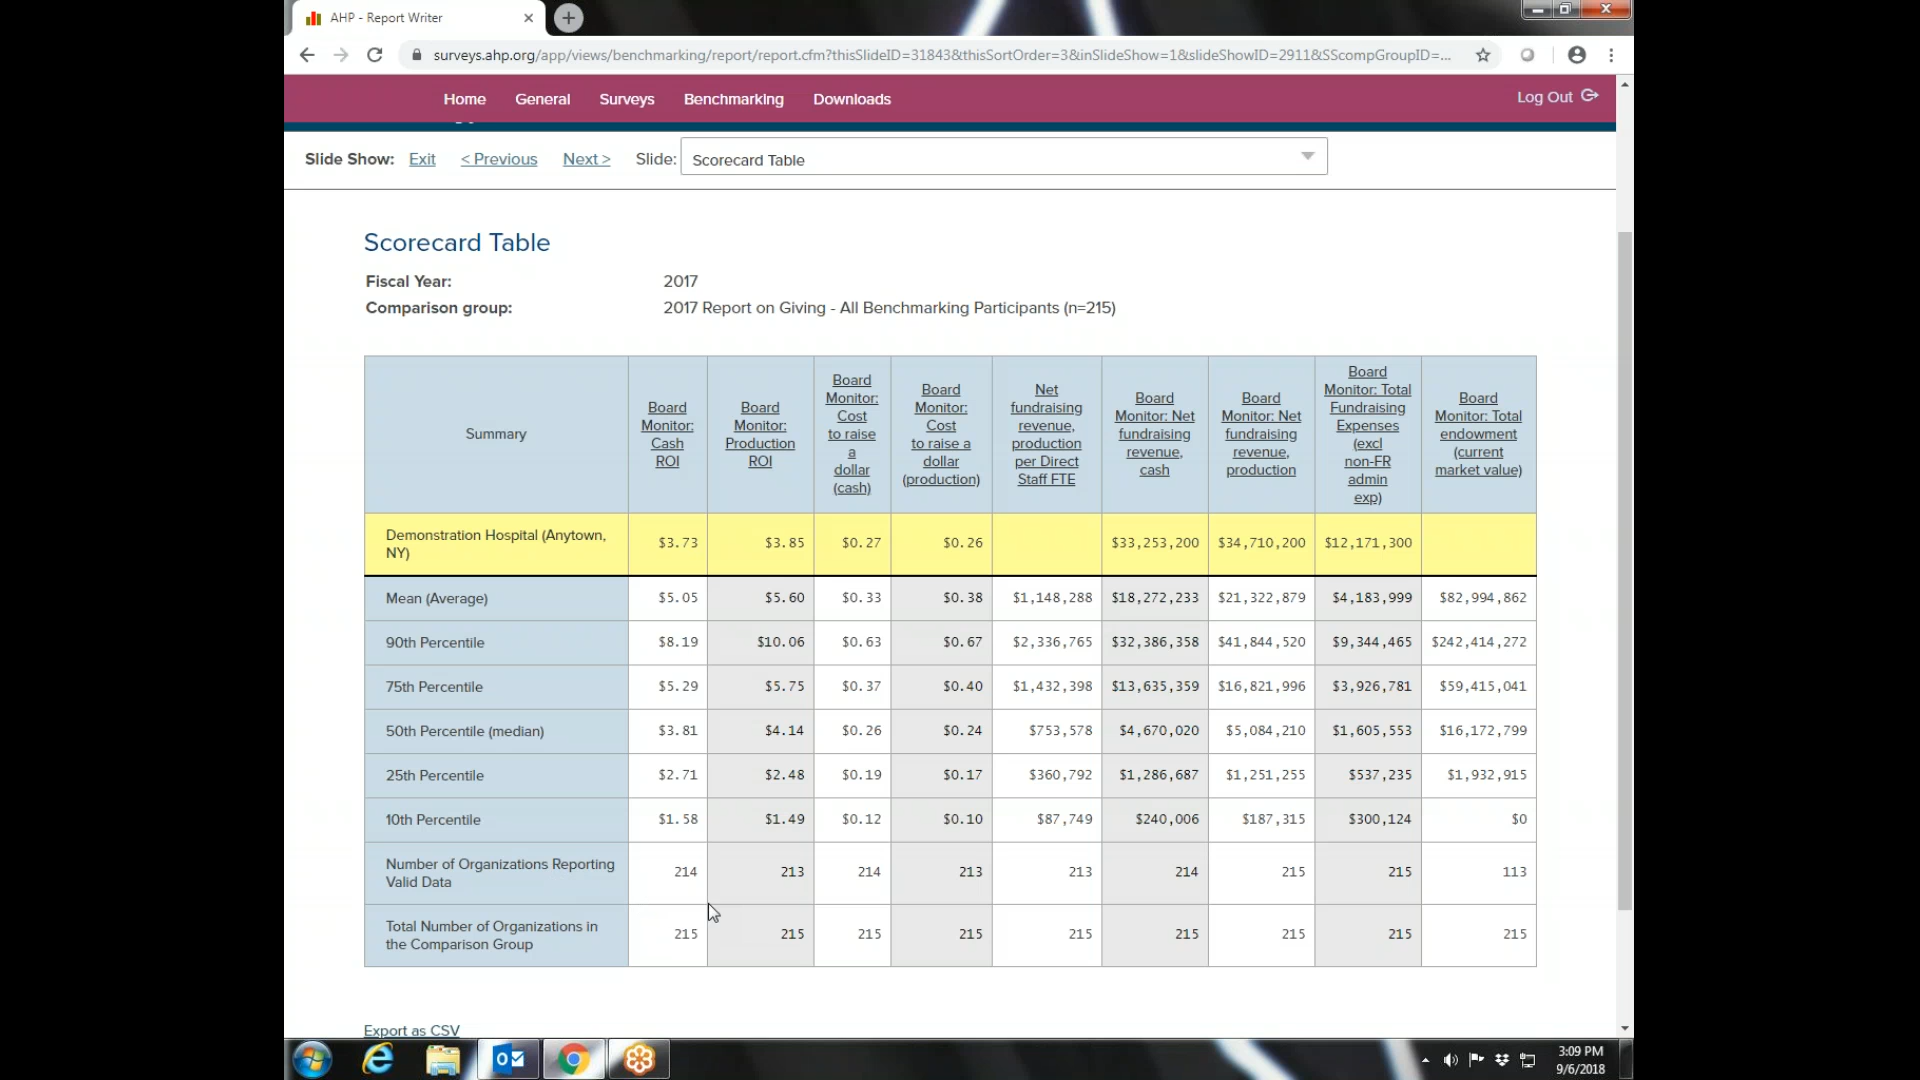 AHP - Report Writer
surveys.ahp.org/app/views/benchmarking/report/report.cfm?thisSlideID=31843&thisSortOrder=3&inSlideShow=1&slideShowID=2911&SScompGroupID=...
Home General Surveys Benchmarking Downloads Log Out
Slide Show: Exit < Previous Next > Slide: Scorecard Table
Scorecard Table
Fiscal Year: 2017
Comparison group: 2017 Report on Giving - All Benchmarking Participants (n=215)
Summary
Board
Monitor:
Cash
ROI
Board
Monitor:
Production
ROI
Board
Monitor:
Cost
to raise
a
dollar
(cash)
Board
Monitor:
Cost
to raise a
dollar
(production)
Net
fundraising
revenue,
production
per Direct
Staff FTE
Board
Monitor: Net
fundraising
revenue,
cash
Board
Monitor: Net
fundraising
revenue,
production
Board
Monitor: Total
Fundraising
Expenses
(excl
non-FR
admin
exp)
Board
Monitor: Total
endowment
(current
market value)
Demonstration Hospital (Anytown,
NY)
$3.73 $3.85 $0.27 $0.26 $33,253,200 $34,710,200 $12,171,300
Mean (Average) $5.05 $5.60 $0.33 $0.38 $1,148,288 $18,272,233 $21,322,879 $4,183,999 $82,994,862
90th Percentile $8.19 $10.06 $0.63 $0.67 $2,336,765 $32,386,358 $41,844,520 $9,344,465 $242,414,272
75th Percentile $5.29 $5.75 $0.37 $0.40 $1,432,398 $13,635,359 $16,821,996 $3,926,781 $59,415,041
50th Percentile (median) $3.81 $4.14 $0.26 $0.24 $753,578 $4,670,020 $5,084,210 $1,605,553 $16,172,799
25th Percentile $2.71 $2.48 $0.19 $0.17 $360,792 $1,286,687 $1,251,255 $537,235 $1,932,915
10th Percentile $1.58 $1.49 $0.12 $0.10 $87,749 $240,006 $187,315 $300,124 $0
Number of Organizations Reporting
Valid Data
214 213 214 213 213 214 215 215 113
Total Number of Organizations in
the Comparison Group
215 215 215 215 215 215 215 215 215
Export as CSV
3:09 PM
9/6/2018